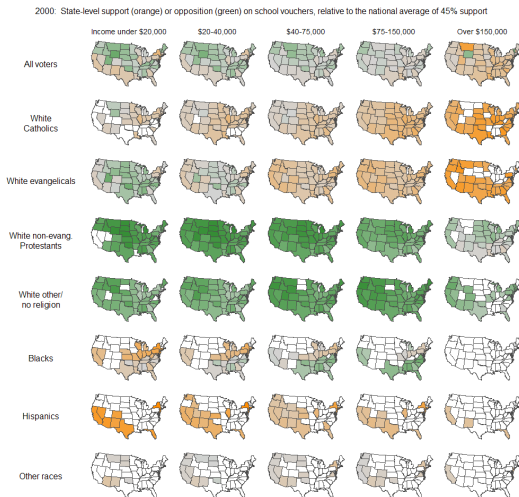 2000: State-level support (orange) or opposition (green) on school vouchers, relative to the national average of 45% support
Income under $20,000 $20-40,000 $40-75,000 $75-150,000 Over $150,000
All voters
White
Catholics
White evangelicals
White non-evang.
Protestants
White other/
no religion
Blacks
Hispanics
Other races